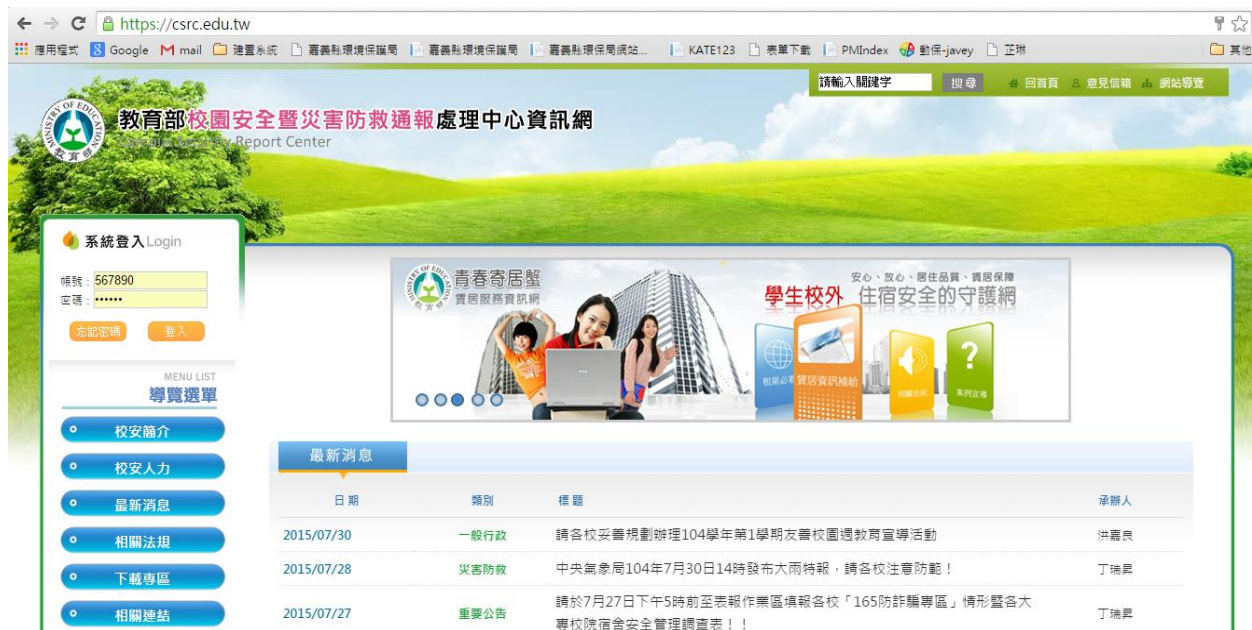 https://csrc.edu.tw
應用程式 Google mail 建置系統 嘉義縣環境保護局 嘉義縣環境保護局 嘉義縣環保局網站... KATE123 表單下載 PMIndex 動保-javey 芷琳 其他
請輸入關鍵字 搜尋 回首頁 意見信箱 網站導覽
教育部校園安全暨災害防救通報處理中心資訊網
Report Center
系統登入Login
帳號：567890
密碼：••••••
忘記密碼 登入
MENU LIST
導覽選單
校安簡介
校安人力
最新消息
相關法規
下載專區
相關連結
青春寄居蟹
賃居服務資訊網
安心、放心、居住品質、賃居保障
學生校外 住宿安全的守護網
賃居資訊補給
案例宣導
最新消息
日期 類別 標題 承辦人
2015/07/30 一般行政 請各校妥善規劃辦理104學年第1學期友善校園週教育宣導活動 洪嘉良
2015/07/28 災害防救 中央氣象局104年7月30日14時發布大雨特報，請各校注意防範！ 丁瑞昇
2015/07/27 重要公告 請於7月27日下午5時前至表報作業區填報各校「165防詐騙專區」情形暨各大
專校院宿舍安全管理調查表！！ 丁瑞昇